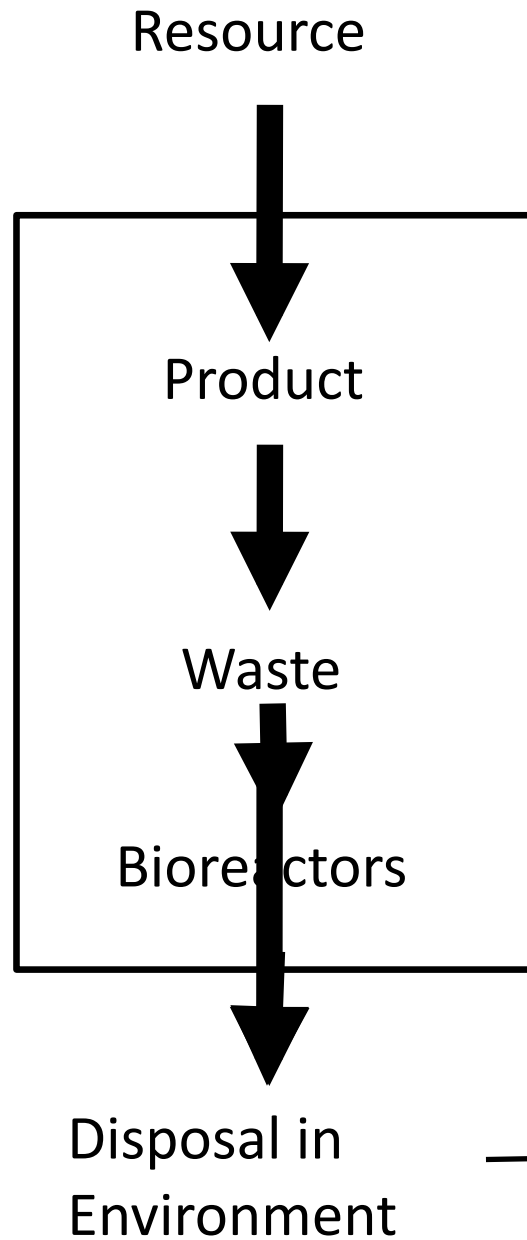 Resource
Product
Waste
Bioreactors
Disposal in
Environment